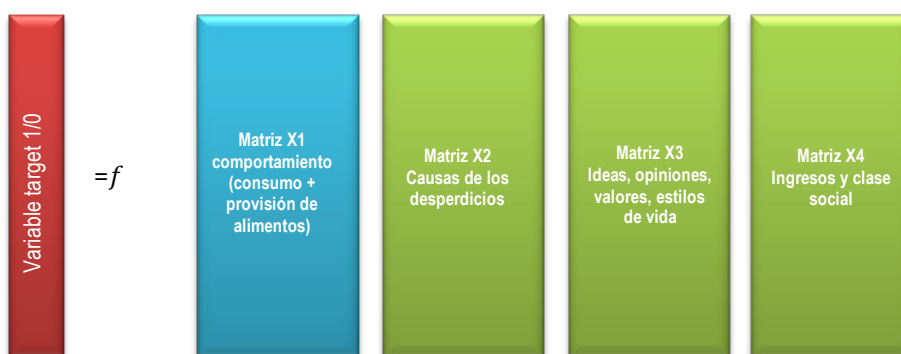 Variable target 1/0
=f
Matriz X1
comportamiento
(consumo +
provisión de
alimentos)
Matriz X2
Causas de los
desperdicios
Matriz X3
Ideas, opiniones,
valores, estilos
de vida
Matriz X4
Ingresos y clase
social